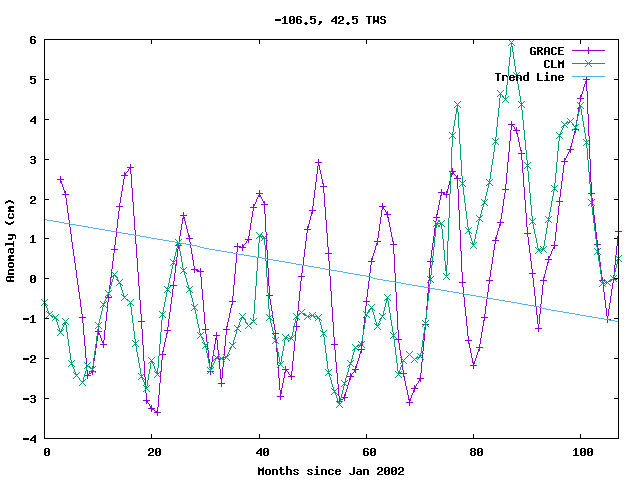 -106.5, 42.5 TWS
GRACE
CLM
Trend Line
6
5
4
3
2
1
0
-1
-2
-3
-4
Anomaly (cm)
0 20 40 60 80 100
Months since Jan 2002